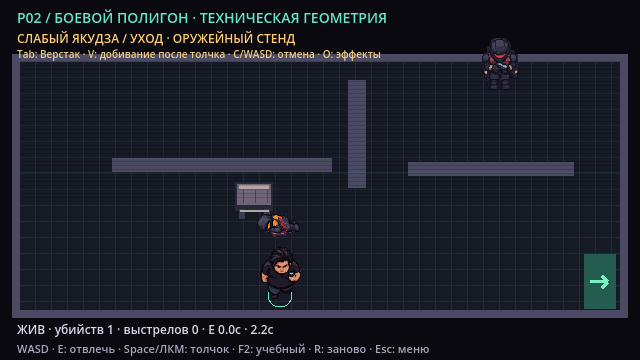 P02 / БОЕВОЙ ПОЛИГОН · ТЕХНИЧЕСКАЯ ГЕОМЕТРИЯ
СЛАБЫЙ ЯКУДЗА / УХОД · ОРУЖЕЙНЫЙ СТЕНД
Tab: Верстак · V: добивание после толчка · C/WASD: отмена · O: эффекты
ЖИВ · убийств 1 · выстрелов 0 · E 0.0с · 2.2с
WASD · E: отвлечь · Space/ЛКМ: толчок · F2: учебный · R: заново · Esc: меню